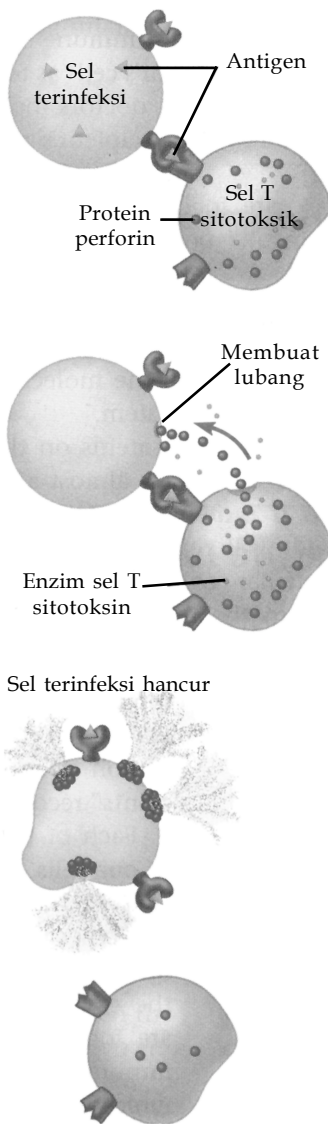 Sel
terinfeksi
Antigen
Protein
perforin
Sel T
sitotoksik
Membuat
lubang
Enzim sel T
sitotoksin
Sel terinfeksi hancur